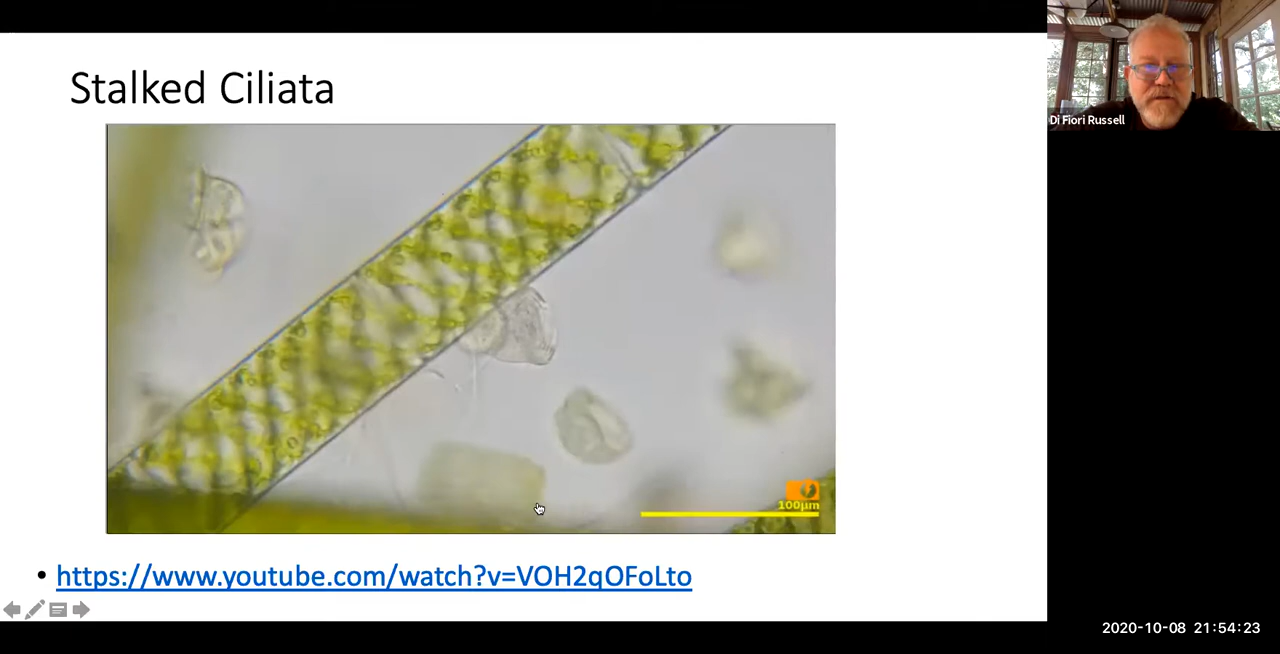 Stalked Ciliata
Di Fiori Russell
100µm
• https://www.youtube.com/watch?v=VOH2qOFoLto
2020-10-08 21:54:23